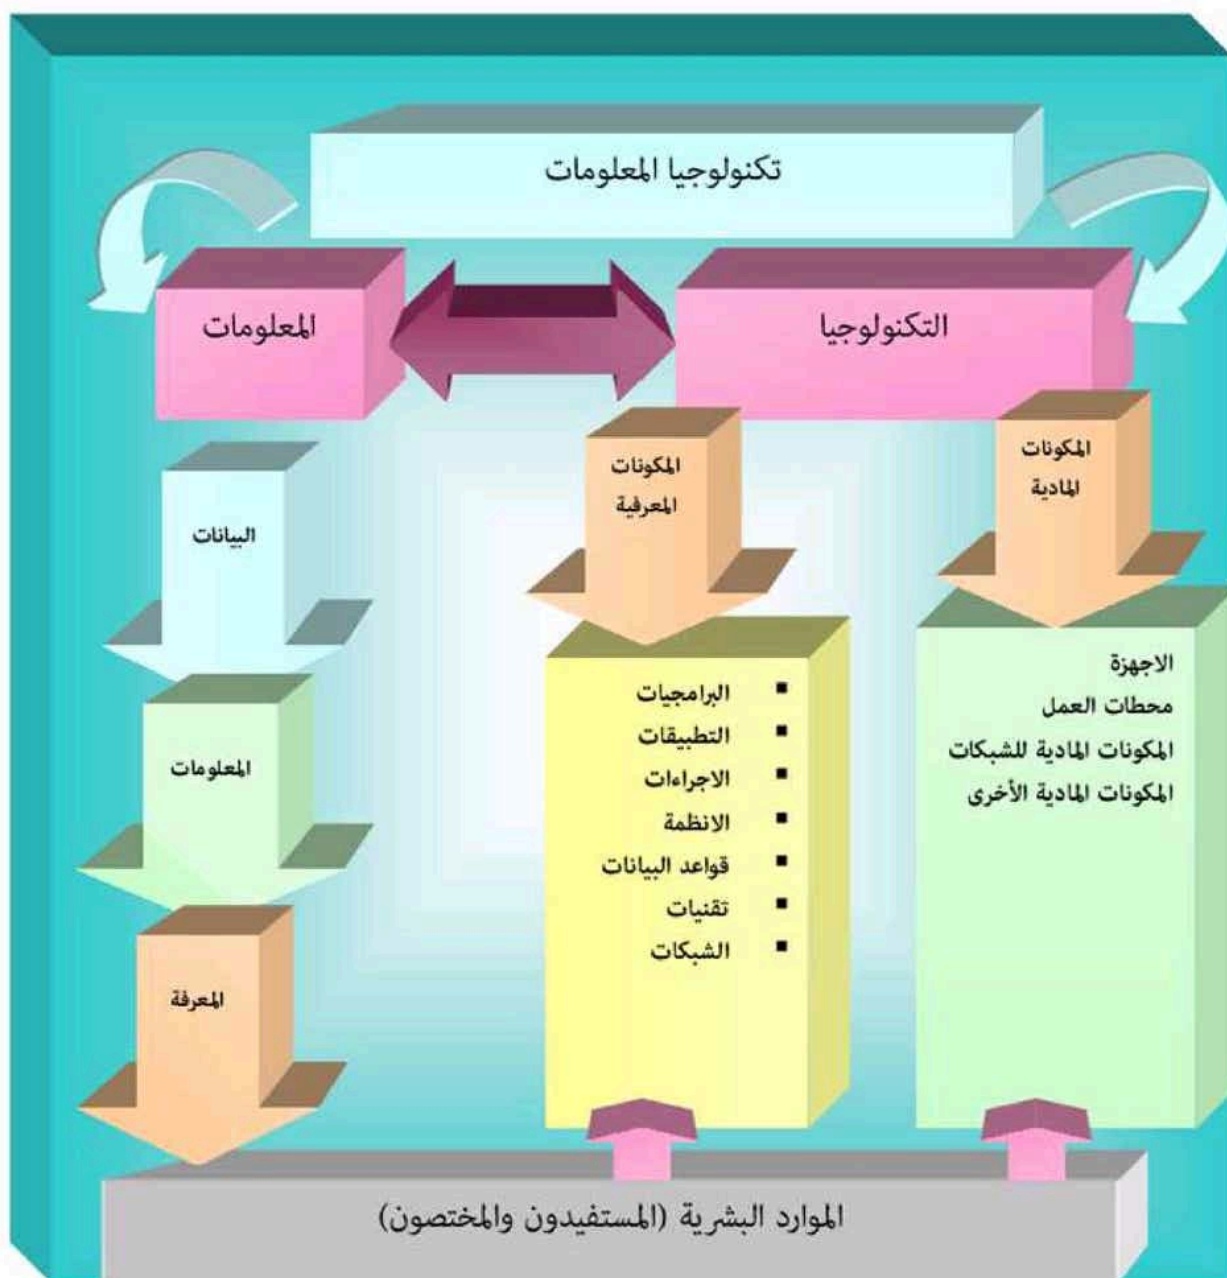 تكنولوجيا المعلومات
التكنولوجيا
المعلومات
المكونات
المادية
المكونات
المعرفية
البيانات
الاجهزة
محطات العمل
المكونات المادية للشبكات
المكونات المادية الأخرى
▪ البرامجيات
▪ التطبيقات
▪ الاجراءات
▪ الانظمة
▪ قواعد البيانات
▪ تقنيات
▪ الشبكات
المعلومات
المعرفة
الموارد البشرية (المستفيدون والمختصون)